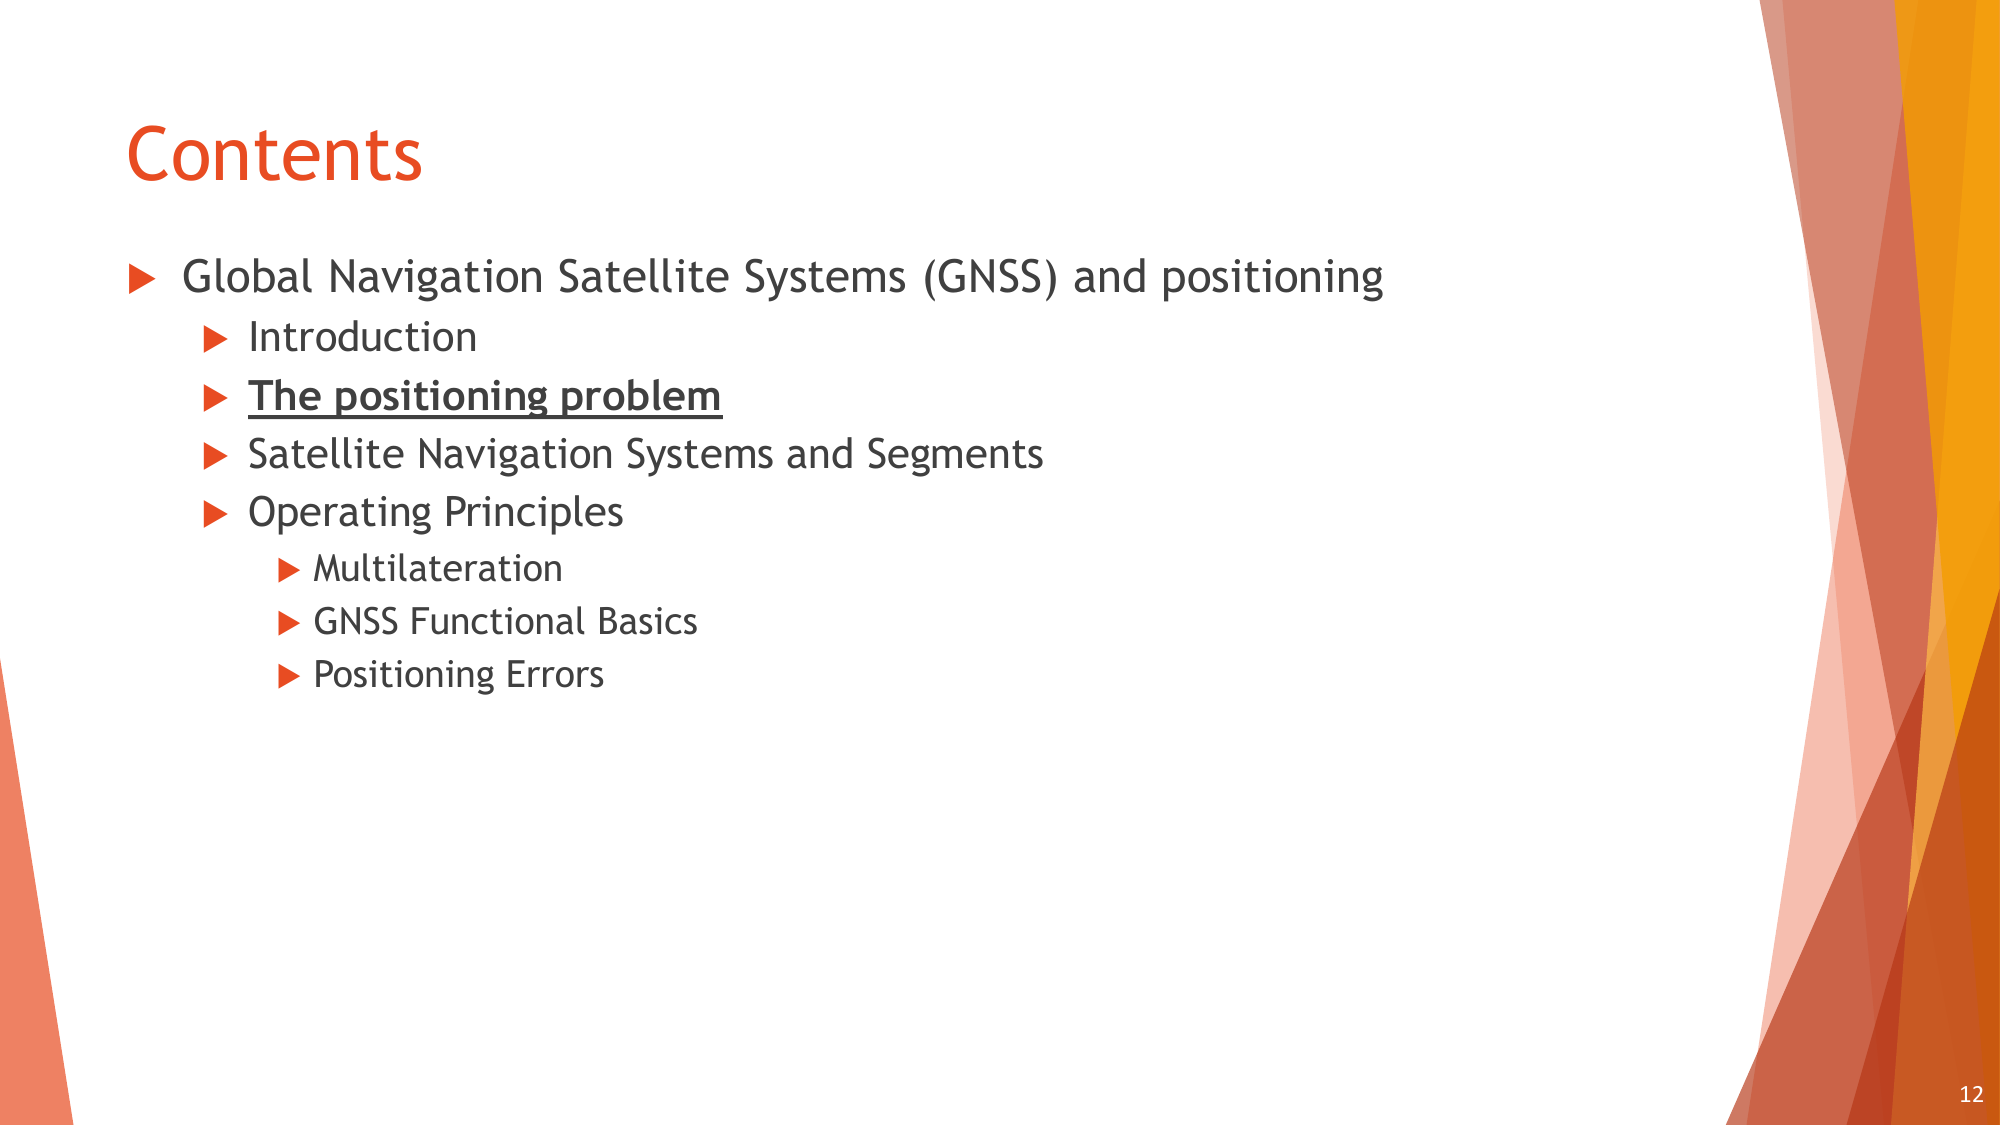 Contents
Global Navigation Satellite Systems (GNSS) and positioning
Introduction
The positioning problem
Satellite Navigation Systems and Segments
Operating Principles
Multilateration
GNSS Functional Basics
Positioning Errors
12